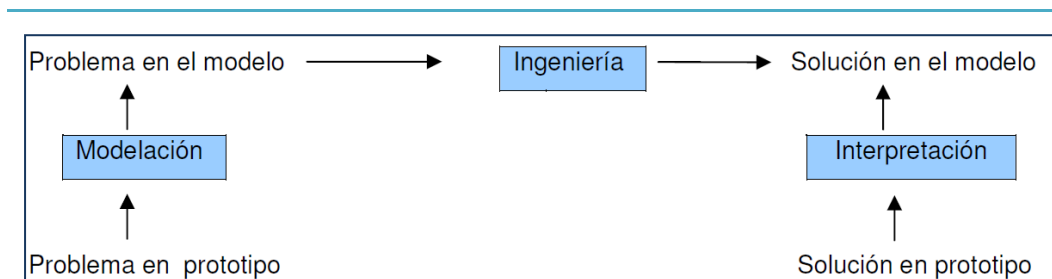 Problema en el modelo Ingeniería Solución en el modelo
Modelación Interpretación
Problema en prototipo Solución en prototipo